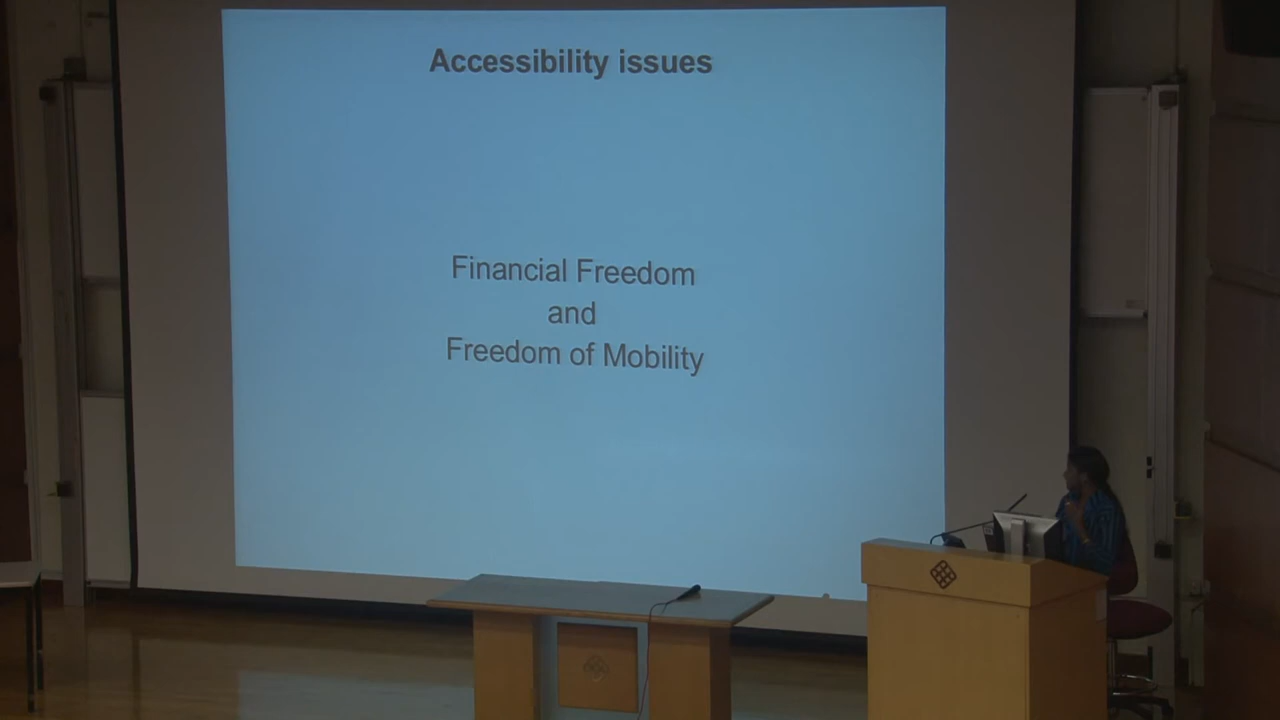 Accessibility issues
Financial Freedom
and
Freedom of Mobility